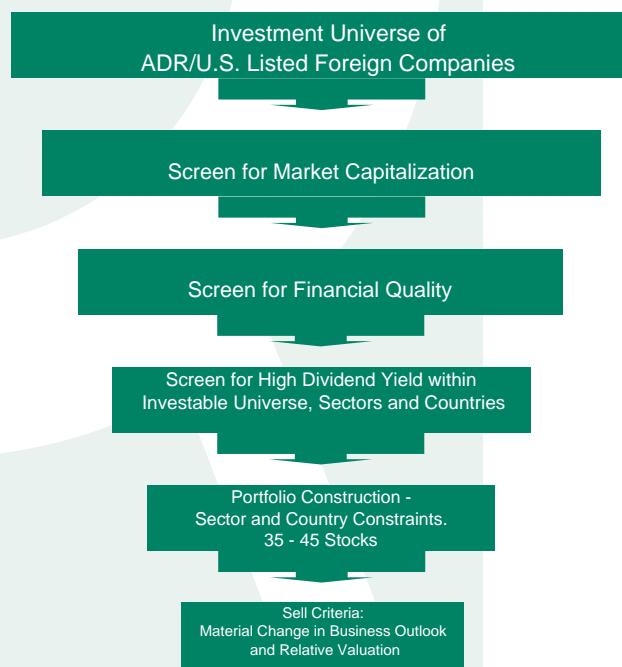 Investment Universe of
ADR/U.S. Listed Foreign Companies
Screen for Market Capitalization
Screen for Financial Quality
Screen for High Dividend Yield within
Investable Universe, Sectors and Countries
Portfolio Construction -
Sector and Country Constraints.
35 - 45 Stocks
Sell Criteria:
Material Change in Business Outlook
and Relative Valuation